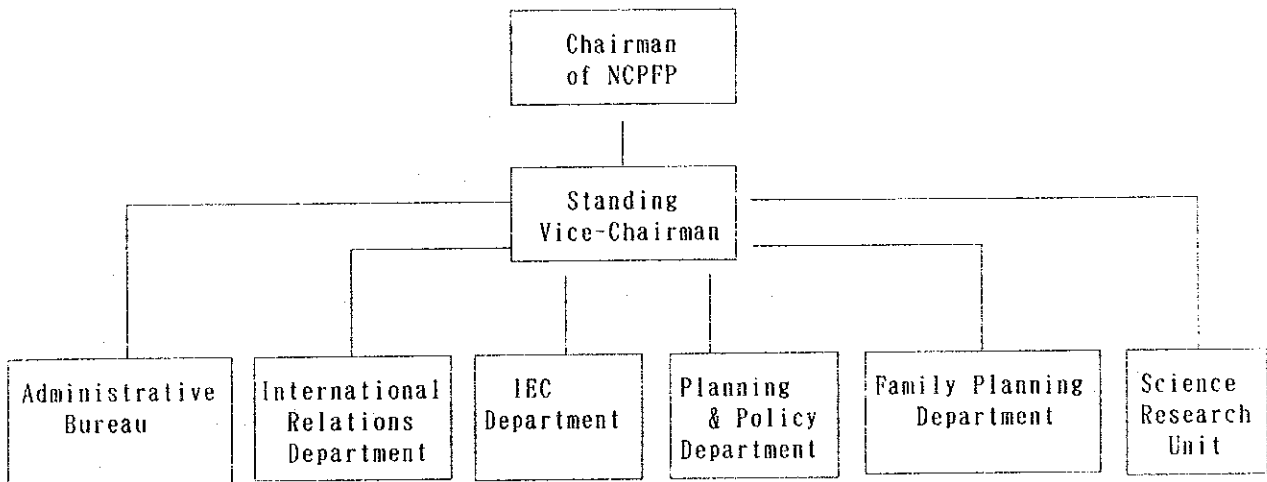 Chairman
of NCPFP
Standing
Vice-Chairman
Administrative
Bureau
International
Relations
Department
IEC
Department
Planning
& Policy
Department
Family Planning
Department
Science
Research
Unit